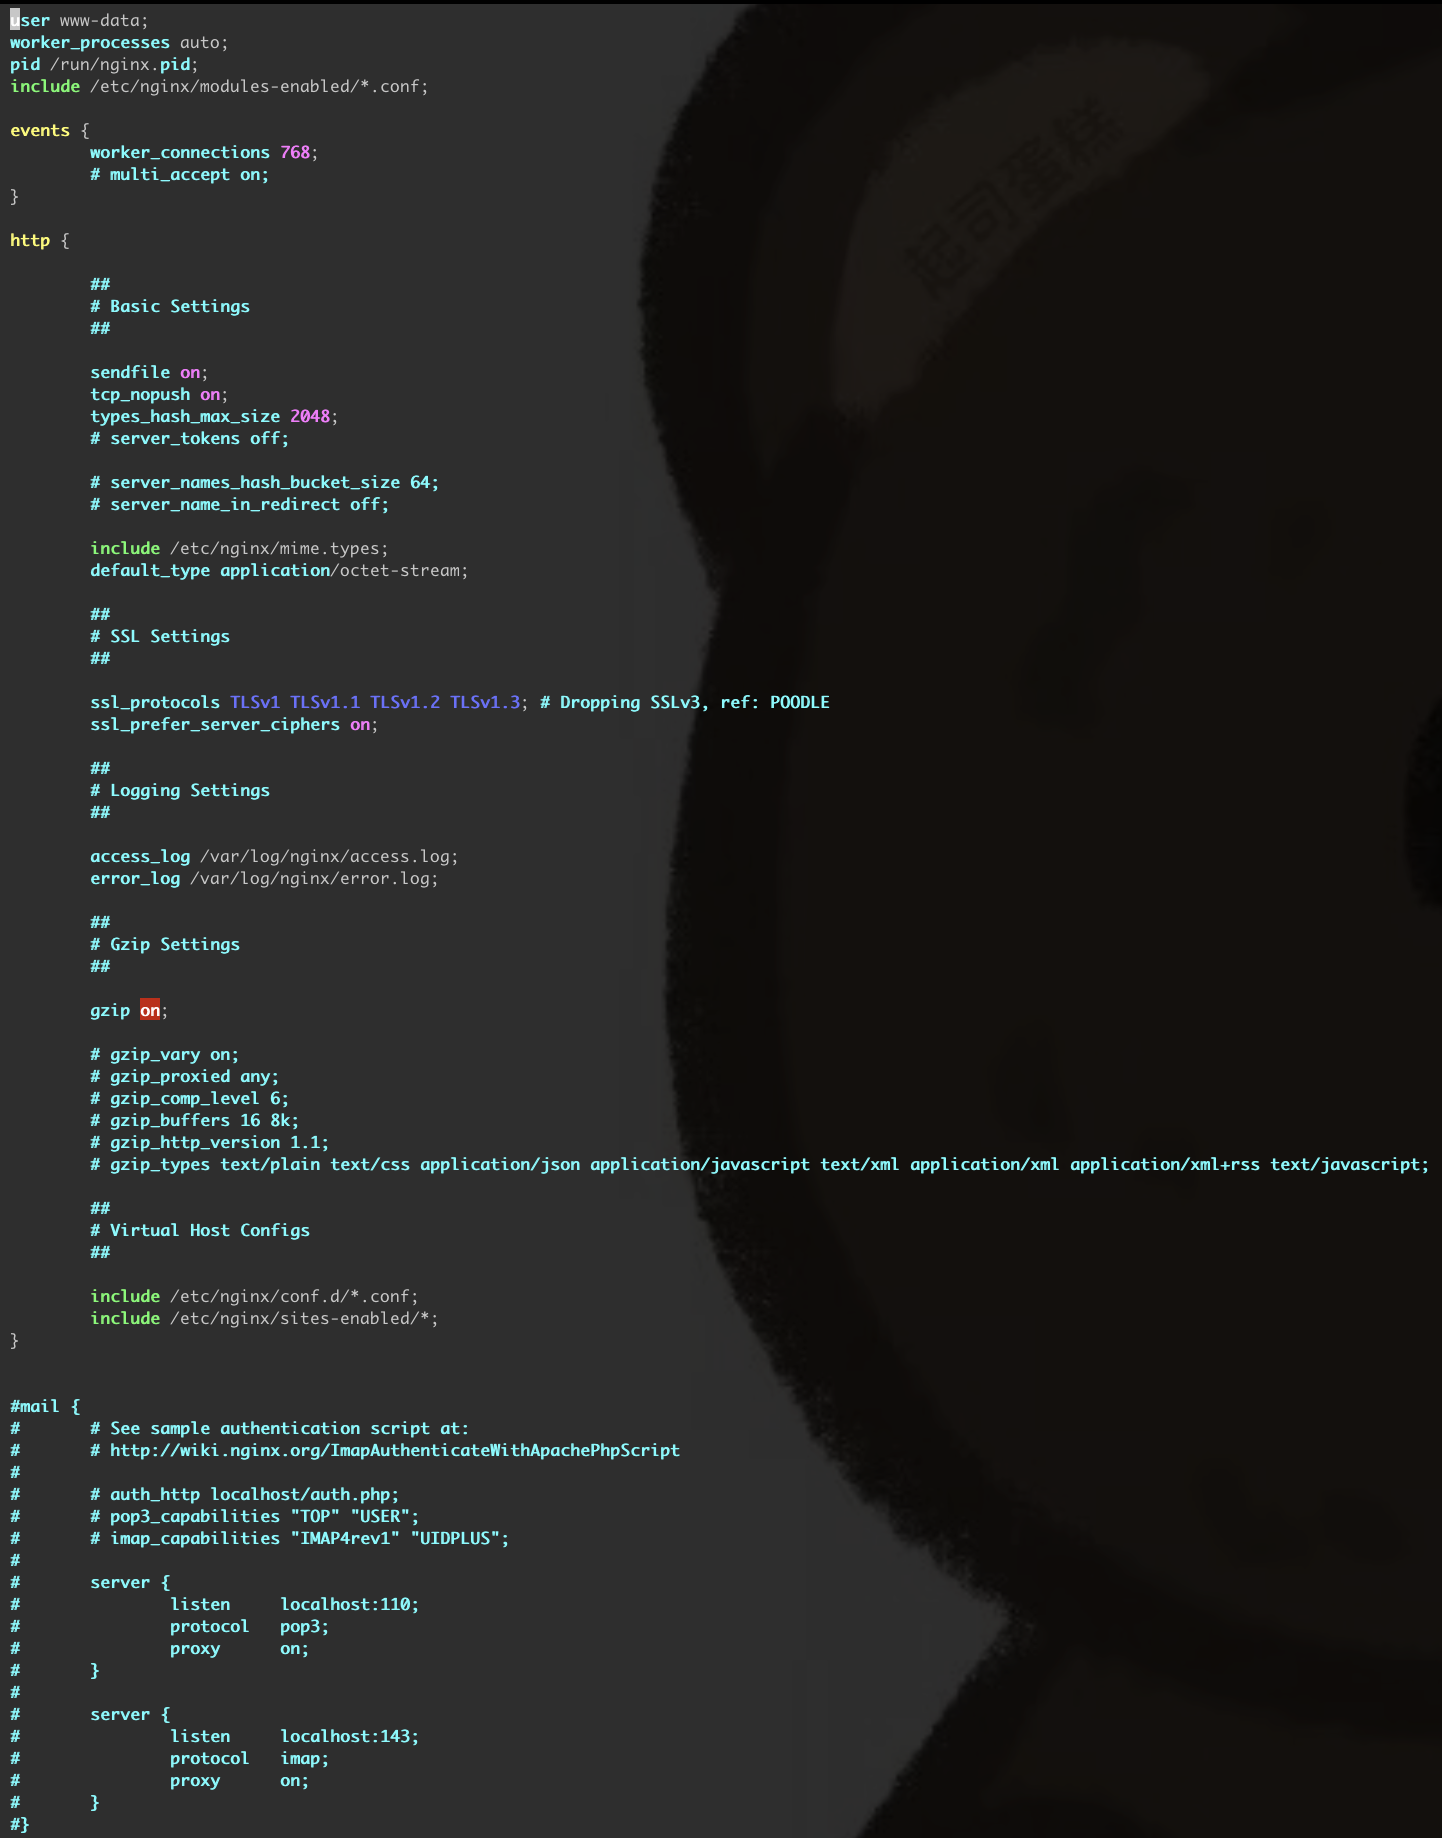 user www-data;
worker_processes auto;
pid /run/nginx.pid;
include /etc/nginx/modules-enabled/*.conf;

events {
        worker_connections 768;
        # multi_accept on;
}

http {

        ##
        # Basic Settings
        ##

        sendfile on;
        tcp_nopush on;
        types_hash_max_size 2048;
        # server_tokens off;

        # server_names_hash_bucket_size 64;
        # server_name_in_redirect off;

        include /etc/nginx/mime.types;
        default_type application/octet-stream;

        ##
        # SSL Settings
        ##

        ssl_protocols TLSv1 TLSv1.1 TLSv1.2 TLSv1.3; # Dropping SSLv3, ref: POODLE
        ssl_prefer_server_ciphers on;

        ##
        # Logging Settings
        ##

        access_log /var/log/nginx/access.log;
        error_log /var/log/nginx/error.log;

        ##
        # Gzip Settings
        ##

        gzip on;

        # gzip_vary on;
        # gzip_proxied any;
        # gzip_comp_level 6;
        # gzip_buffers 16 8k;
        # gzip_http_version 1.1;
        # gzip_types text/plain text/css application/json application/javascript text/xml application/xml application/xml+rss text/javascript;

        ##
        # Virtual Host Configs
        ##

        include /etc/nginx/conf.d/*.conf;
        include /etc/nginx/sites-enabled/*;
}


#mail {
#       # See sample authentication script at:
#       # http://wiki.nginx.org/ImapAuthenticateWithApachePhpScript
#
#       # auth_http localhost/auth.php;
#       # pop3_capabilities "TOP" "USER";
#       # imap_capabilities "IMAP4rev1" "UIDPLUS";
#
#       server {
#               listen     localhost:110;
#               protocol   pop3;
#               proxy      on;
#       }
#
#       server {
#               listen     localhost:143;
#               protocol   imap;
#               proxy      on;
#       }
#}
起司蛋糕